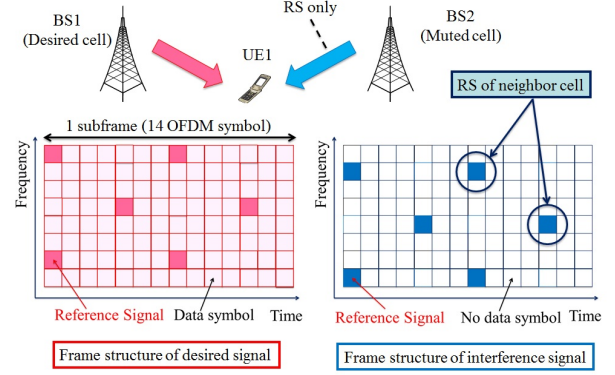 BS1
(Desired cell)
RS only
UE1
BS2
(Muted cell)
RS of neighbor cell
1 subframe (14 OFDM symbol)
Frequency
Frequency
Reference Signal
Data symbol
Time
Reference Signal
No data symbol
Time
Frame structure of desired signal
Frame structure of interference signal